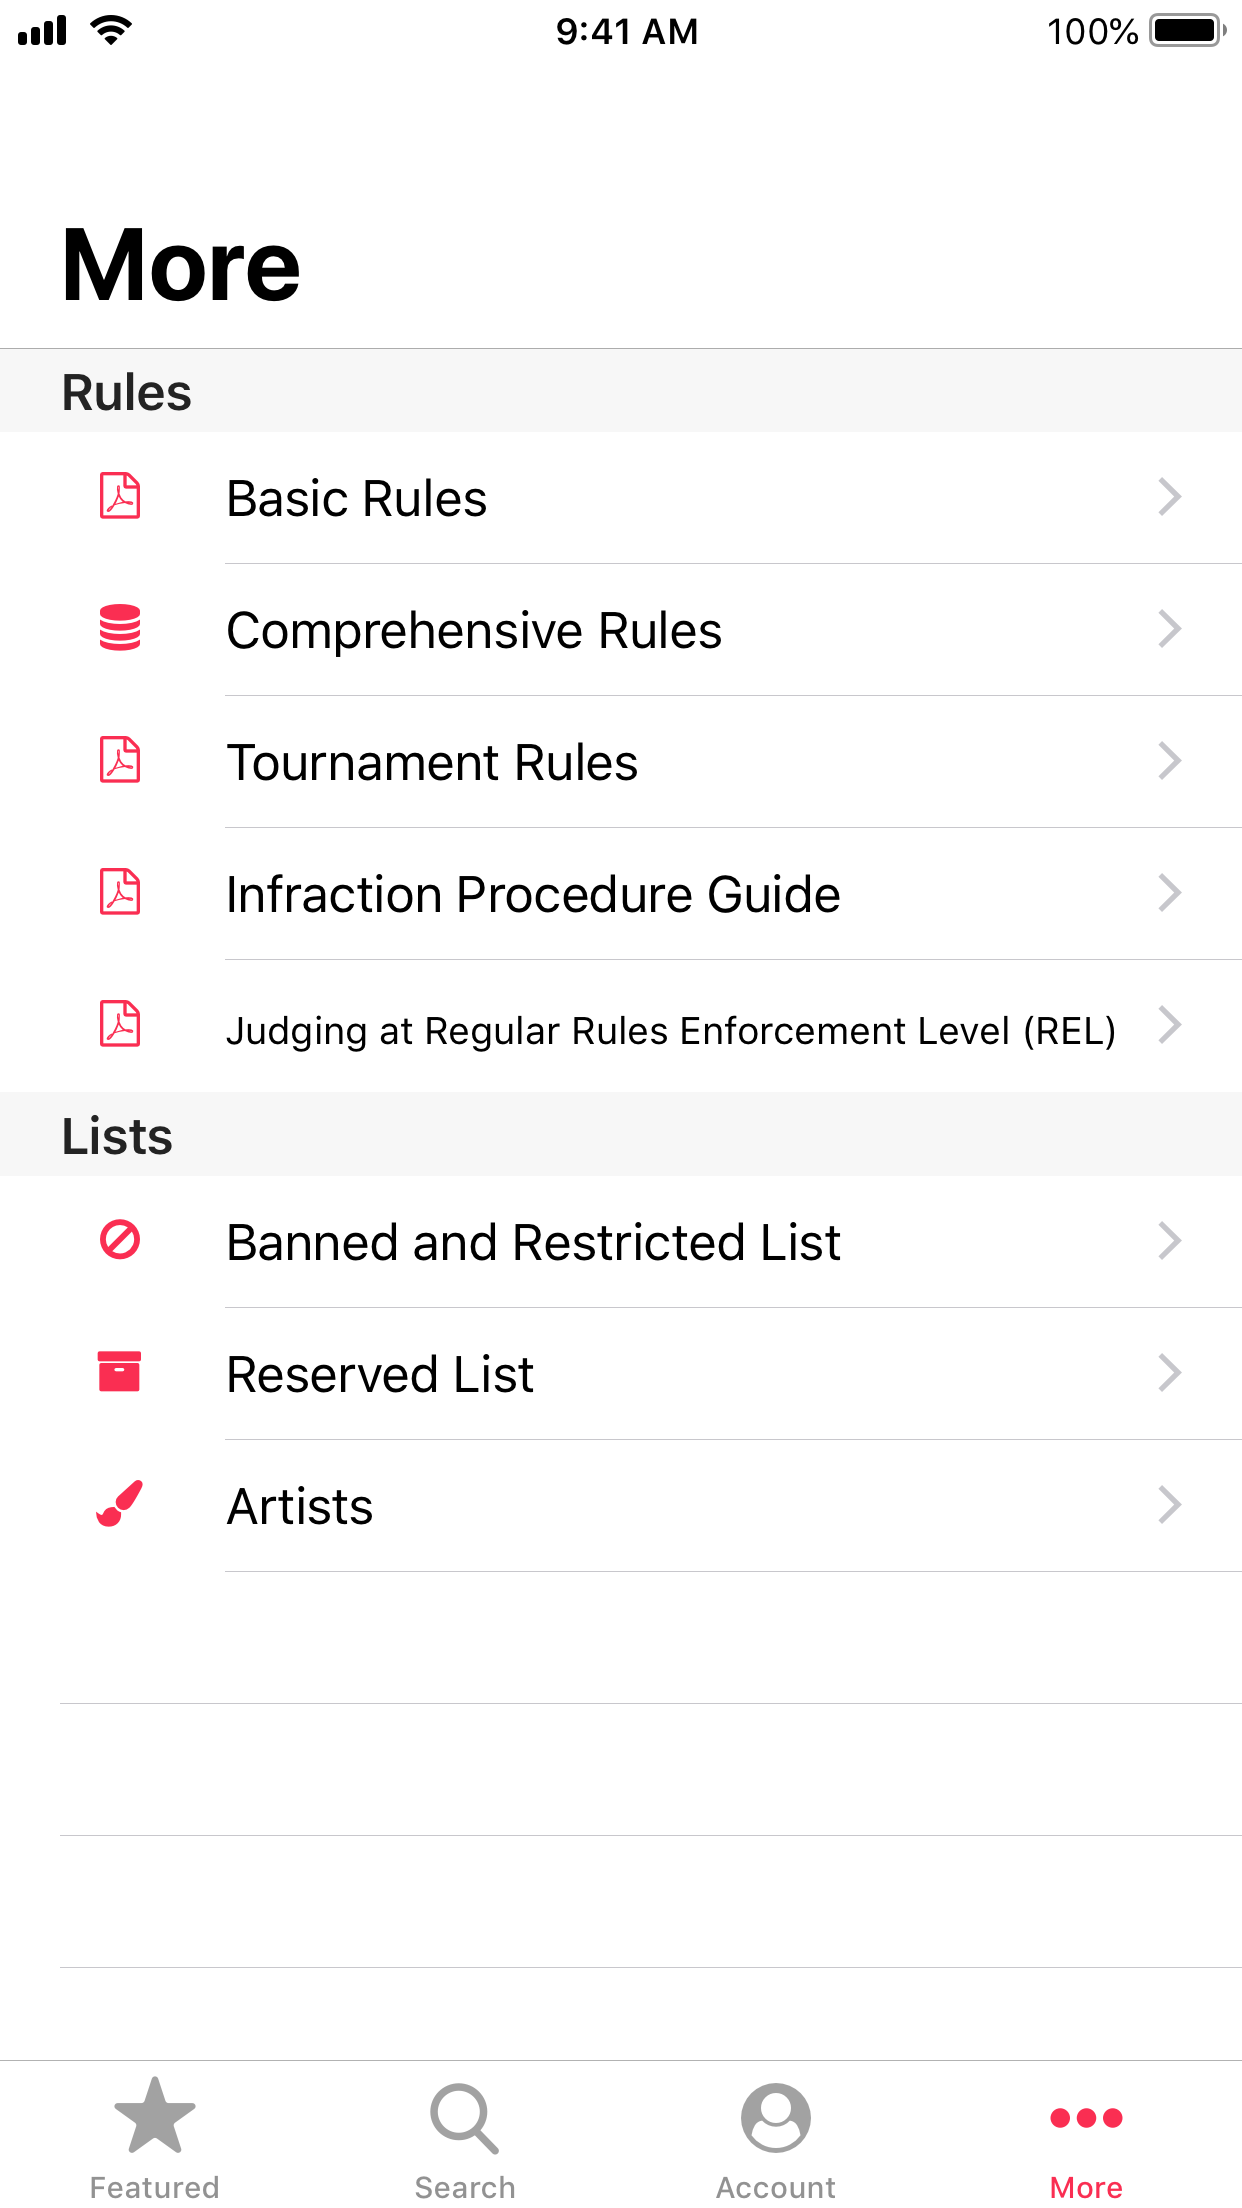 9:41 AM
100%
More
Rules
Basic Rules
Comprehensive Rules
Tournament Rules
Infraction Procedure Guide
Judging at Regular Rules Enforcement Level (REL)
Lists
Banned and Restricted List
Reserved List
Artists
Featured
Search
Account
More